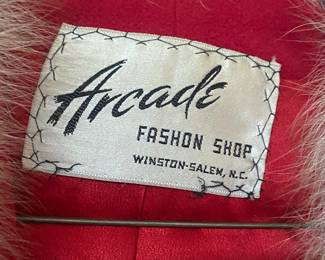 Arcade
FASHON SHOP
WINSTON-SALEM, N.C.